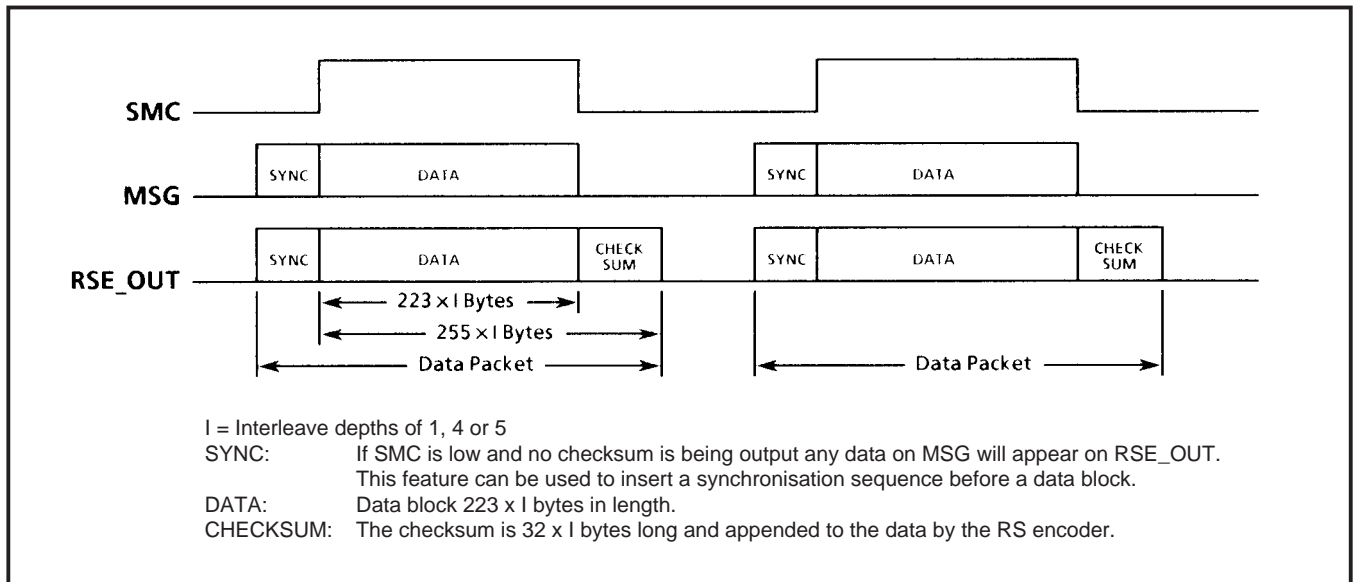 SMC
MSG
SYNC DATA SYNC DATA
RSE_OUT
SYNC DATA CHECK SUM SYNC DATA CHECK SUM
223 x I Bytes
255 x I Bytes
Data Packet Data Packet
I = Interleave depths of 1, 4 or 5
SYNC: If SMC is low and no checksum is being output any data on MSG will appear on RSE_OUT.
This feature can be used to insert a synchronisation sequence before a data block.
DATA: Data block 223 x I bytes in length.
CHECKSUM: The checksum is 32 x I bytes long and appended to the data by the RS encoder.